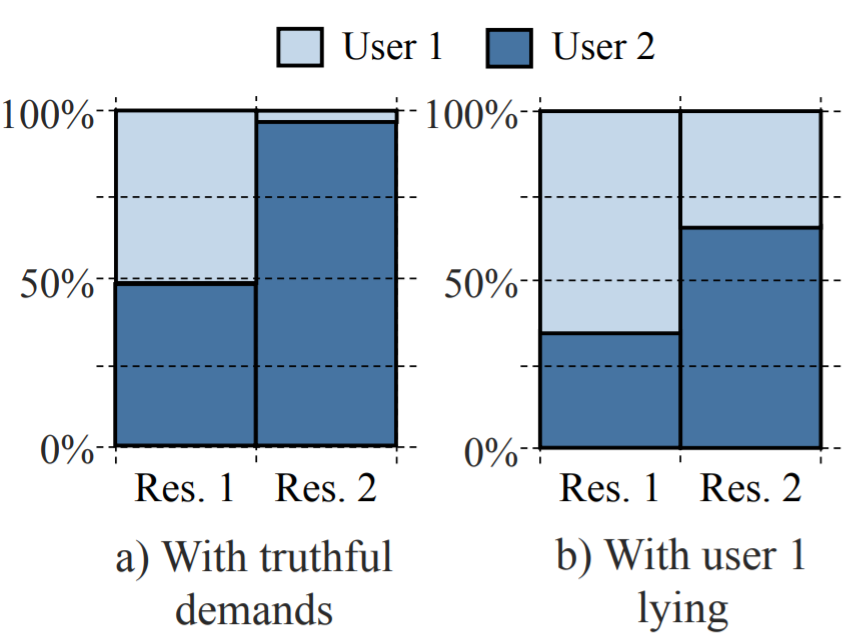 User 1 User 2
100% 100%
50% 50%
0% 0%
Res. 1 Res. 2 Res. 1 Res. 2
a) With truthful b) With user 1
demands lying